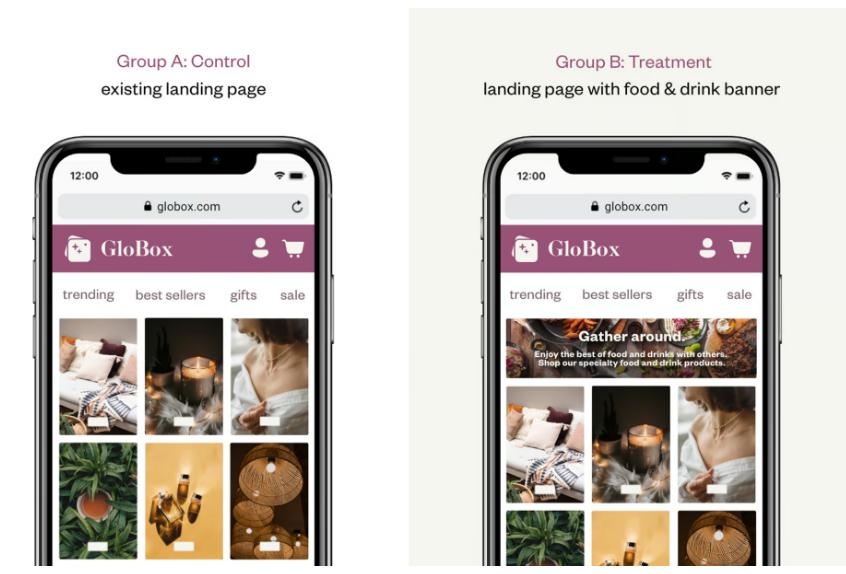 Group A: Control
existing landing page
12:00
globox.com
GloBox
trending best sellers gifts sale
Group B: Treatment
landing page with food & drink banner
12:00
globox.com
GloBox
trending best sellers gifts sale
Gather around.
Enjoy the best of food and drinks with others.
Shop our specialty food and drink products.